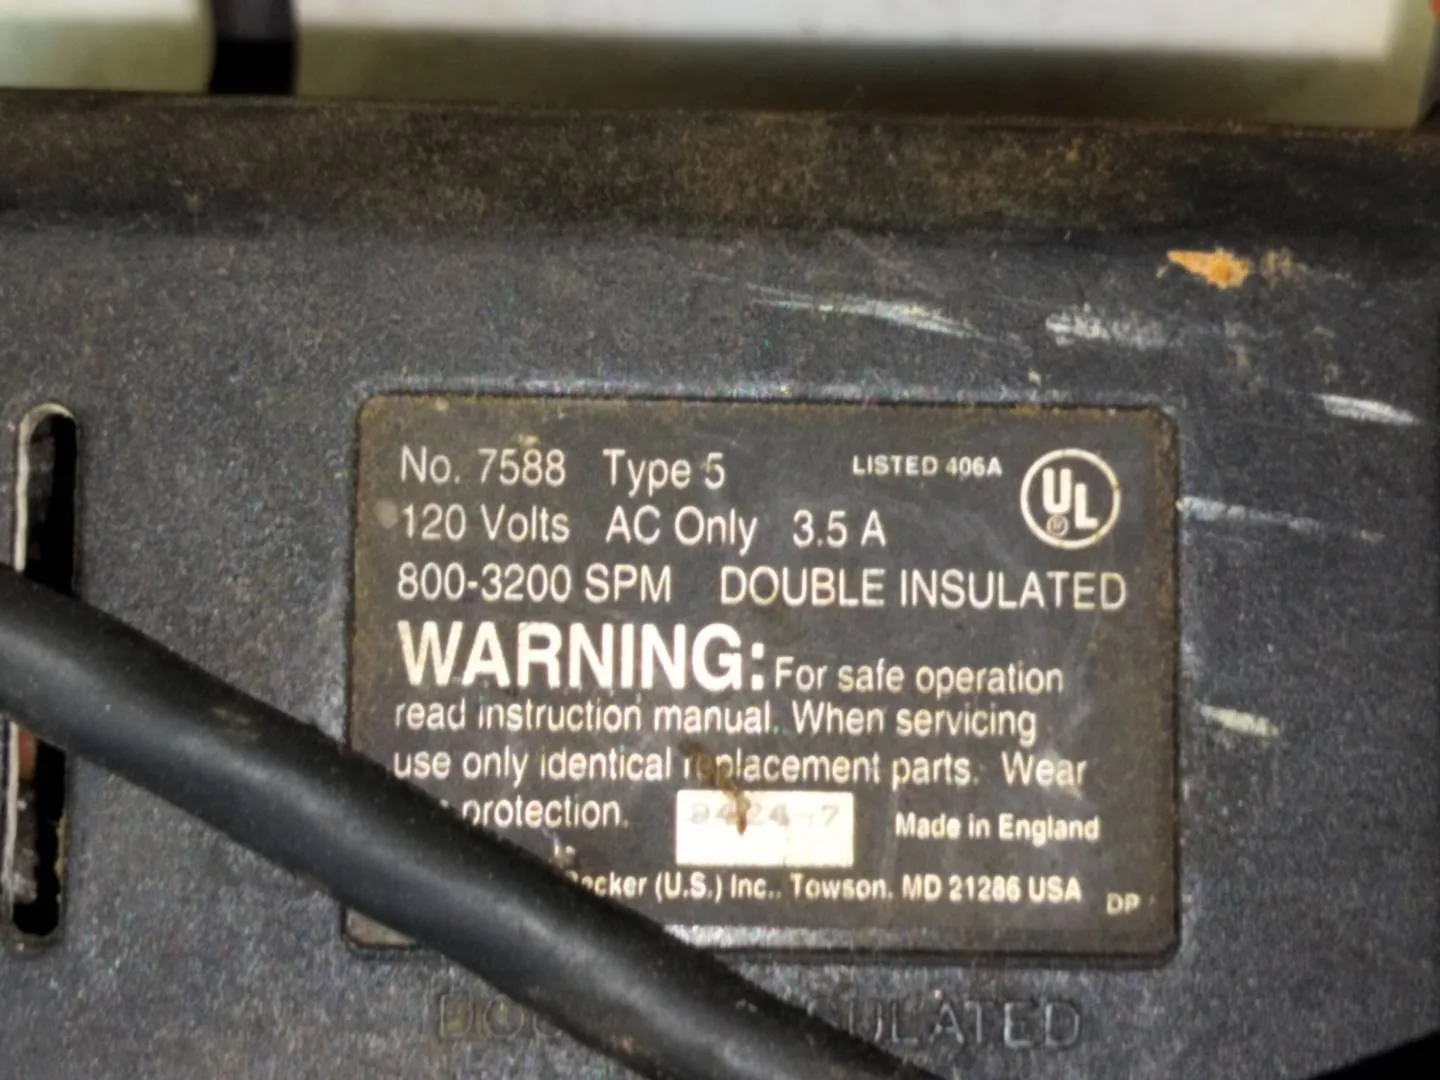 No. 7588 Type 5 LISTED 406A UL
120 Volts AC Only 3.5 A
800-3200 SPM DOUBLE INSULATED
WARNING: For safe operation
read instruction manual. When servicing
use only identical replacement parts. Wear
protection. 9424-7 Made in England
(U.S.) Inc., Towson, MD 21286 USA DP